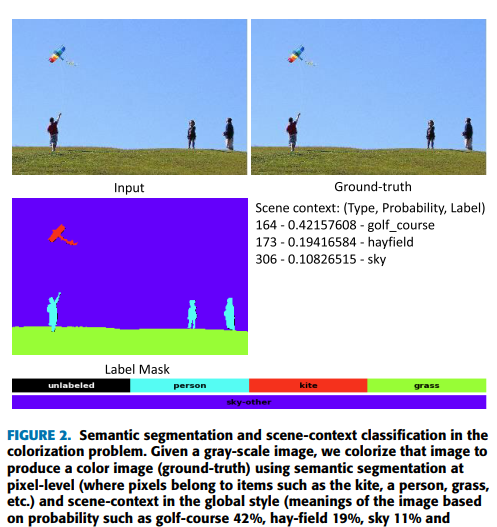 Input
Ground-truth
Scene context: (Type, Probability, Label)
164 - 0.42157608 - golf_course
173 - 0.19416584 - hayfield
306 - 0.10826515 - sky
Label Mask
unlabeled person kite grass
sky-other
FIGURE 2. Semantic segmentation and scene-context classification in the
colorization problem. Given a gray-scale image, we colorize that image to
produce a color image (ground-truth) using semantic segmentation at
pixel-level (where pixels belong to items such as the kite, a person, grass,
etc.) and scene-context in the global style (meanings of the image based
on probability such as golf-course 42%, hay-field 19%, sky 11% and